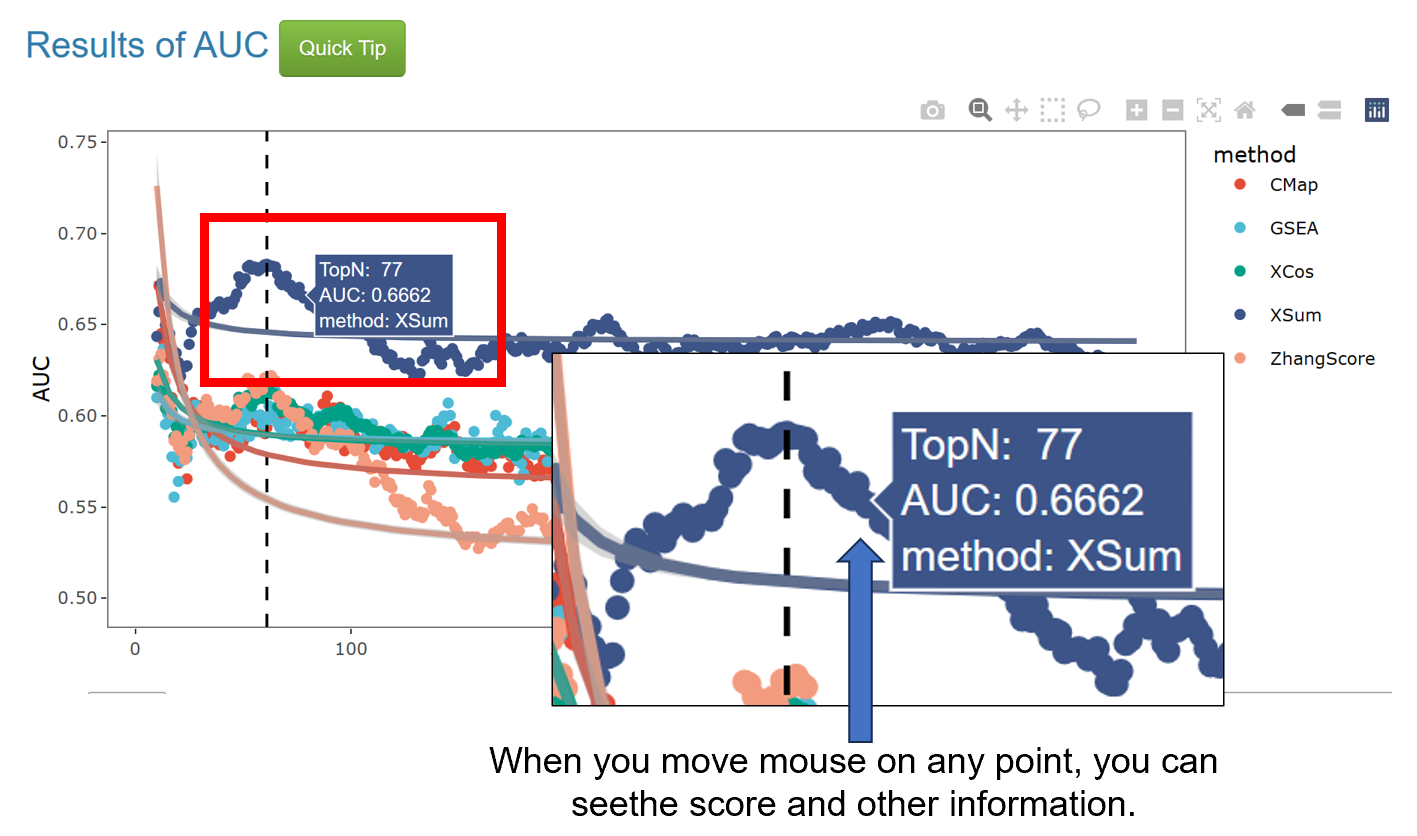 Results of AUC
Quick Tip
0.75
0.70
0.65
0.60
0.55
0.50
AUC
0
100
TopN: 77
AUC: 0.6662
method: XSum
method
CMap
GSEA
XCos
XSum
ZhangScore
TopN: 77
AUC: 0.6662
method: XSum
When you move mouse on any point, you can
seethe score and other information.